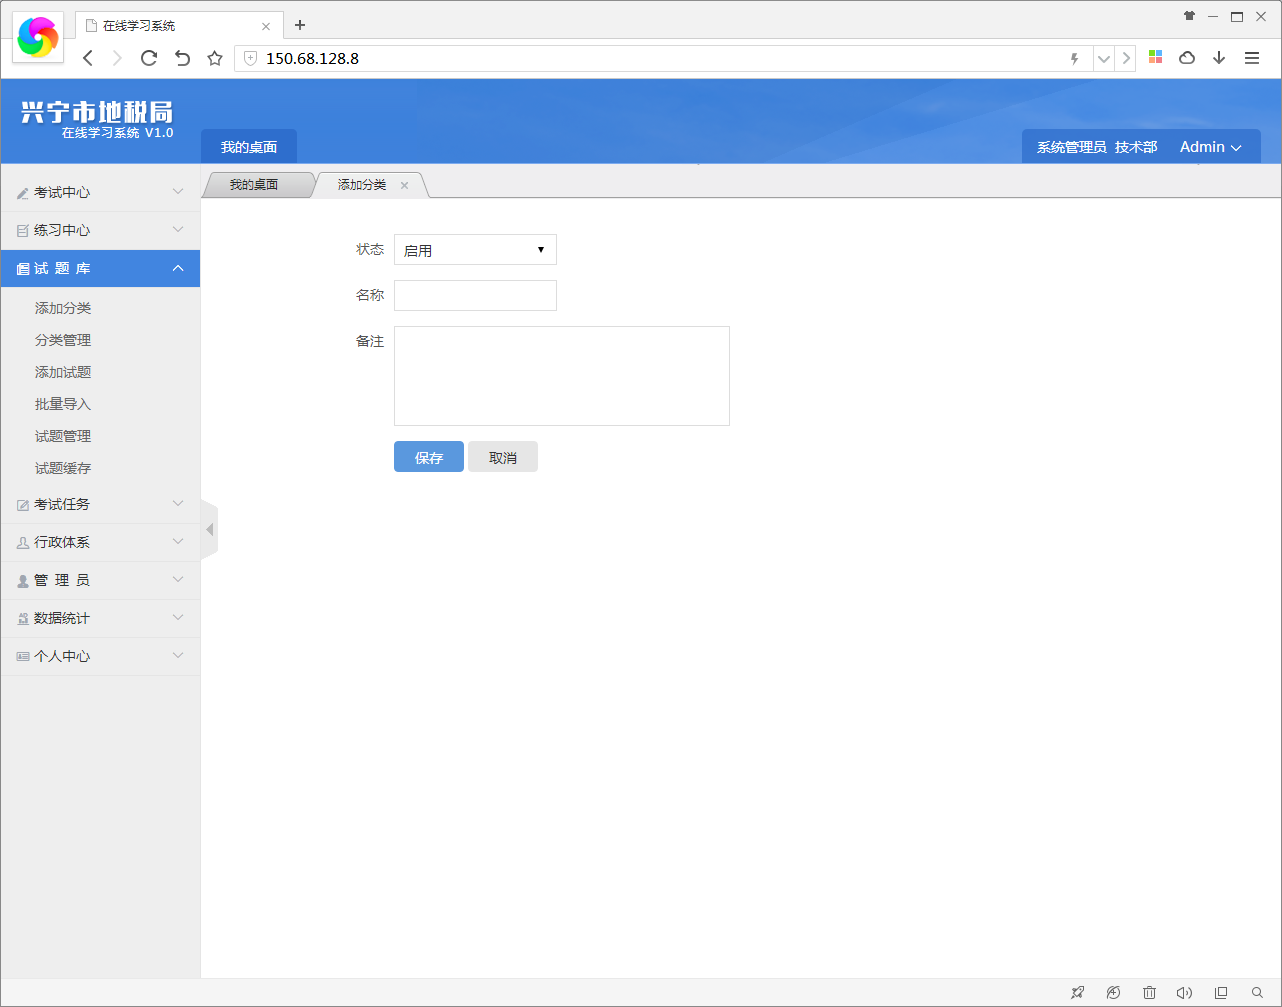 在线学习系统
150.68.128.8
兴宁市地税局
在线学习系统 V1.0
我的桌面
系统管理员 技术部 Admin
我的桌面 添加分类
考试中心
练习中心
试 题 库
添加分类
分类管理
添加试题
批量导入
试题管理
试题缓存
考试任务
行政体系
管 理 员
数据统计
个人中心
状态 启用
名称
备注
保存 取消